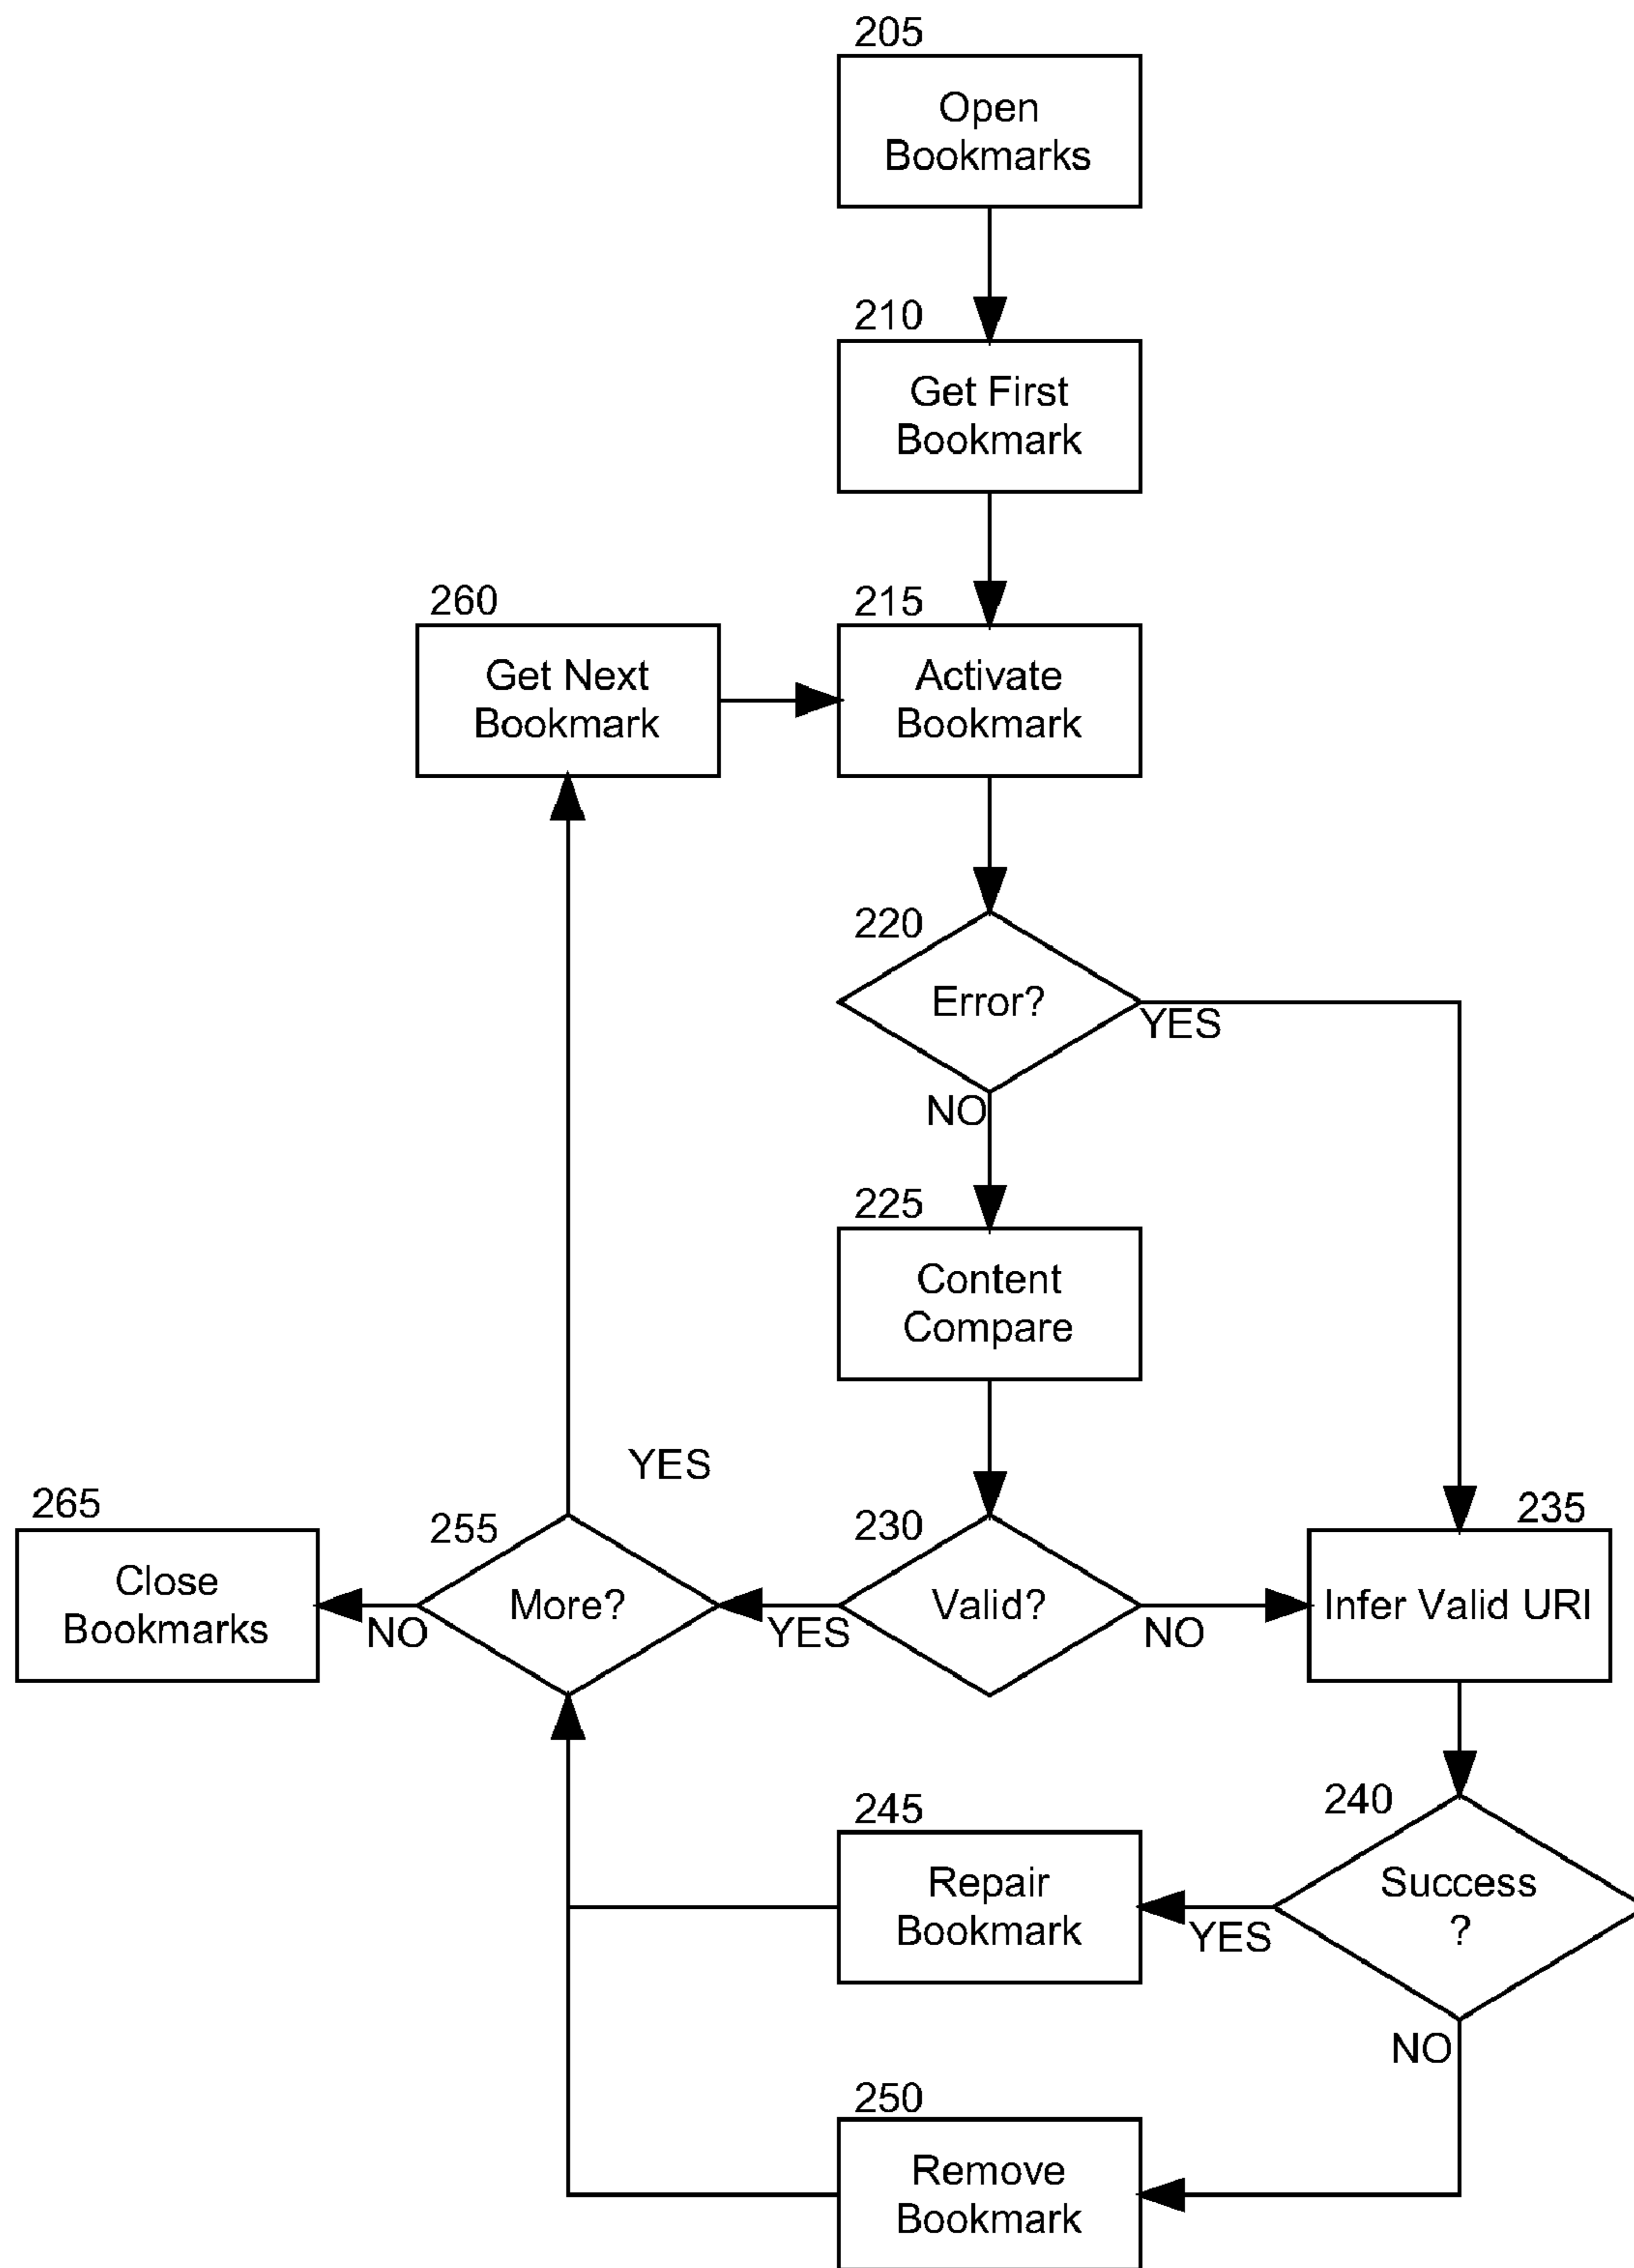 205
Open
Bookmarks
210
Get First
Bookmark
260
Get Next
Bookmark
215
Activate
Bookmark
220
Error?
YES
NO
225
Content
Compare
YES
265
Close
Bookmarks
NO
255
More?
YES
230
Valid?
NO
235
Infer Valid URI
240
Success
?
YES
NO
245
Repair
Bookmark
250
Remove
Bookmark